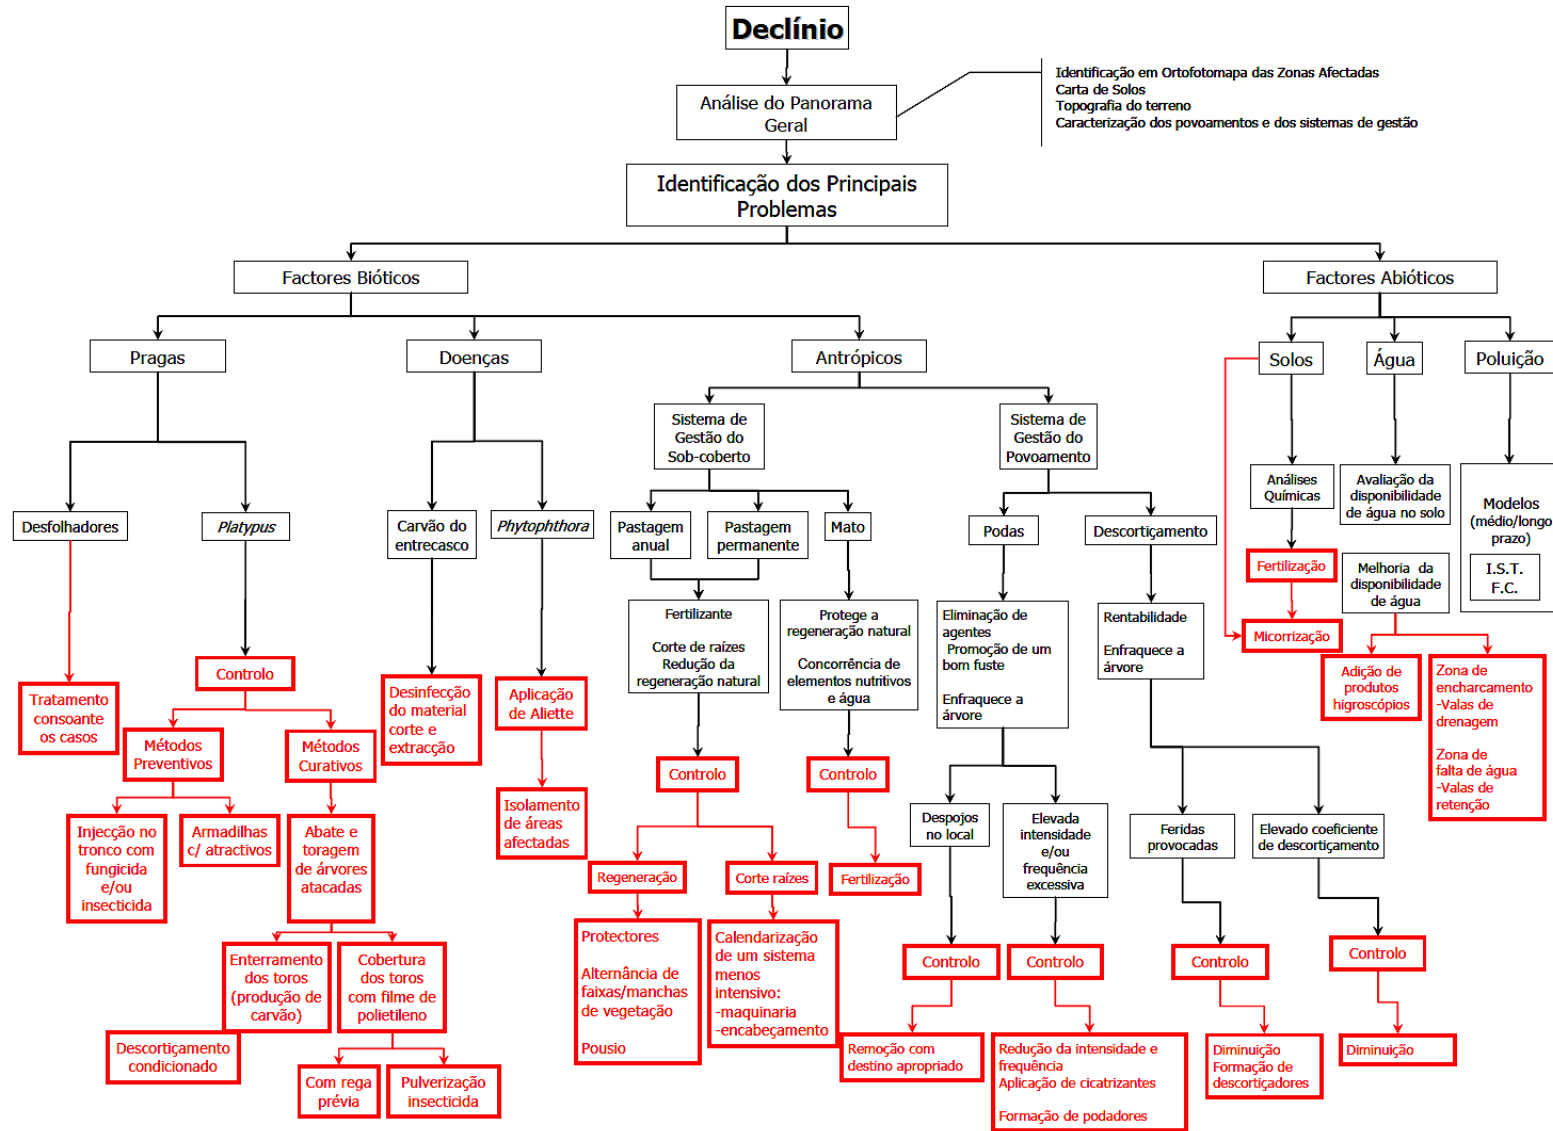 Declínio
Análise do Panorama
Geral
Identificação em Ortofotomapa das Zonas Afectadas
Carta de Solos
Topografia do terreno
Caracterização dos povoamentos e dos sistemas de gestão
Identificação dos Principais
Problemas
Factores Bióticos
Factores Abióticos
Pragas
Doenças
Antrópicos
Solos
Água
Poluição
Sistema de
Gestão do
Sob-coberto
Sistema de
Gestão do
Povoamento
Análises
Químicas
Avaliação da
disponibilidade
de água no solo
Modelos
(médio/longo
prazo)
I.S.T.
F.C.
Desfolhadores
Platypus
Carvão do
entrecasco
Phytophthora
Pastagem
anual
Pastagem
permanente
Mato
Podas
Descortiçamento
Fertilização
Melhoria da
disponibilidade
de água
Fertilizante
Corte de raízes
Redução da
regeneração natural
Protege a
regeneração natural
Concorrência de
elementos nutritivos
e água
Eliminação de
agentes
Promoção de um
bom fuste
Enfraquece a
árvore
Rentabilidade
Enfraquece a
árvore
Micorrização
Controlo
Tratamento
consoante
os casos
Desinfecção
do material
corte e
extracção
Aplicação
de Aliette
Adição de
produtos
higroscópios
Zona de
encharcamento
-Valas de
drenagem
Zona de
falta de água
-Valas de
retenção
Métodos
Preventivos
Métodos
Curativos
Controlo
Controlo
Isolamento
de áreas
afectadas
Injecção no
tronco com
fungicida
e/ou
insecticida
Armadilhas
c/ atractivos
Abate e
toragem
de árvores
atacadas
Despojos
no local
Elevada
intensidade
e/ou
frequência
excessiva
Feridas
provocadas
Elevado coeficiente
de descortiçamento
Regeneração
Corte raízes
Fertilização
Protectores
Alternância de
faixas/manchas
de vegetação
Pousio
Calendarização
de um sistema
menos
intensivo:
-maquinaria
-encabeçamento
Enterramento
dos toros
(produção de
carvão)
Cobertura
dos toros
com filme de
polietileno
Controlo
Controlo
Controlo
Controlo
Descortiçamento
condicionado
Com rega
prévia
Pulverização
insecticida
Remoção com
destino apropriado
Redução da intensidade e
frequência
Aplicação de cicatrizantes
Formação de podadores
Diminuição
Formação de
descortiçadores
Diminuição